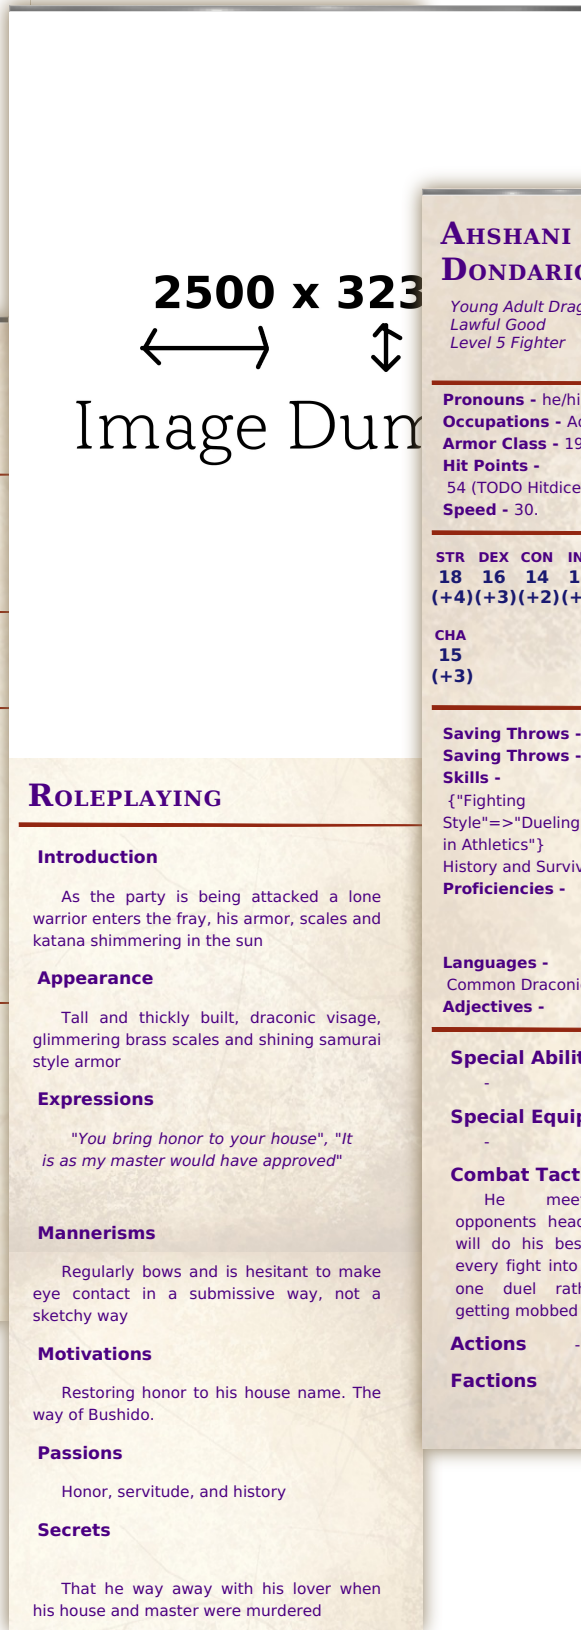 2500 x 323
Image Dum
ROLEPLAYING
Introduction
As the party is being attacked a lone
warrior enters the fray, his armor, scales and
katana shimmering in the sun
Appearance
Tall and thickly built, draconic visage,
glimmering brass scales and shining samurai
style armor
Expressions
"You bring honor to your house", "It
is as my master would have approved"
Mannerisms
Regularly bows and is hesitant to make
eye contact in a submissive way, not a
sketchy way
Motivations
Restoring honor to his house name. The
way of Bushido.
Passions
Honor, servitude, and history
Secrets
That he way away with his lover when
his house and master were murdered
AHSHANI
DONDARIO
Young Adult Drag
Lawful Good
Level 5 Fighter
Pronouns - he/hi
Occupations - Ad
Armor Class - 19
Hit Points -
54 (TODO Hitdice
Speed - 30.
STR DEX CON IN
18 16 14 1
(+4) (+3) (+2) (+
CHA
15
(+3)
Saving Throws -
Saving Throws -
Skills -
{"Fighting
Style"=>"Dueling
in Athletics"}
History and Surviv
Proficiencies -
Languages -
Common Draconi
Adjectives -
Special Abilit
-
Special Equip
-
Combat Tact
He meet
opponents head
will do his bes
every fight into
one duel rath
getting mobbed
Actions -
Factions